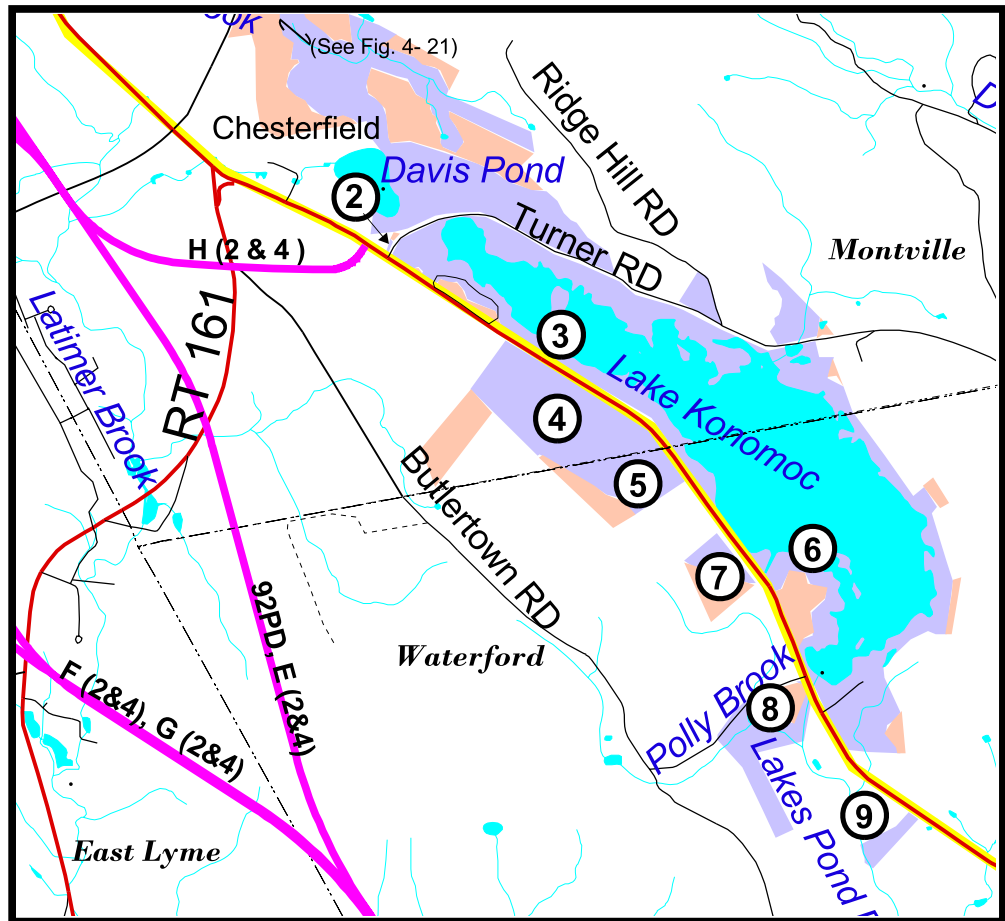 (See Fig. 4- 21)
Chesterfield
Davis Pond
Ridge Hill RD
2
Turner RD
Montville
H (2 & 4 )
Latimer Brook
RT 161
3
Lake Konomoc
4
5
Butlertown RD
6
7
92PD, E (2&4)
Waterford
F (2&4), G (2&4)
Polly Brook
8
Lakes Pond
9
East Lyme